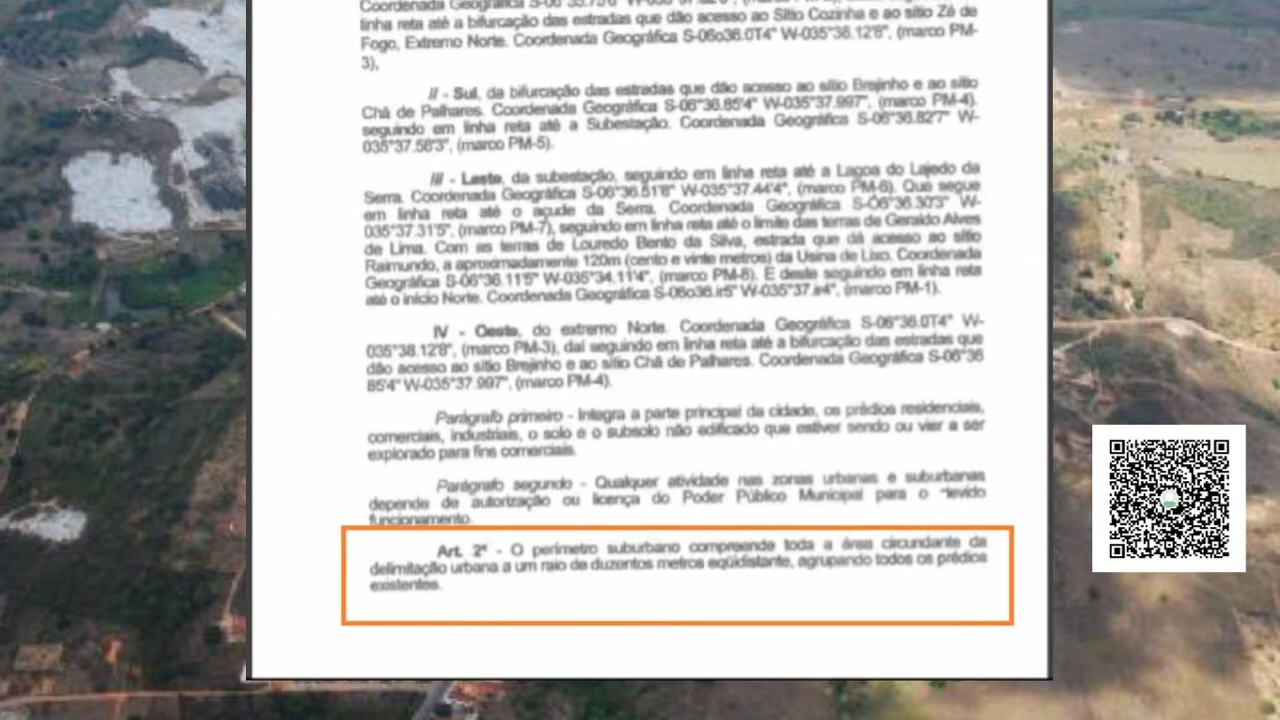 Coordenada Geográfica
linha reta até a bifurcação das estradas que dão acesso ao Sítio Cozinha e ao sítio Zé de
Fogo, Extremo Norte. Coordenada Geográfica S-06o36.0T4" W-035°38.12'8", (marco PM-
3),
II - Sul, da bifurcação das estradas que dão acesso ao sítio Brejinho e ao sítio
Chã de Palhares. Coordenada Geográfica S-06°36.85'4" W-035°37.997", (marco PM-4).
seguindo em linha reta até a Subestação. Coordenada Geográfica S-06°36.82'7" W-
035°37.56'3", (marco PM-5).
III - Leste, da subestação, seguindo em linha reta até a Lagoa do Lajedo da
Serra. Coordenada Geográfica S-06°36.51'8" W-035°37.44'4", (marco PM-6). Que segue
em linha reta até o açude da Serra. Coordenada Geográfica S-O6°36.30'3" W-
035°37.31'5", (marco PM-7), seguindo em linha reta até o limite das terras de Geraldo Alves
de Lima. Com as terras de Louredo Bento da Silva, estrada que dá acesso ao sítio
Raimundo, a aproximadamente 120m (cento e vinte metros) da Usina de Lixo. Coordenada
Geográfica S-06°36.11'5" W-035°34.11'4", (marco PM-8). E deste seguindo em linha reta
até o início Norte. Coordenada Geográfica S-06o36.ir5" W-035°37.ir4", (marco PM-1).
IV - Oeste, do extremo Norte. Coordenada Geográfica S-06°36.0T4" W-
035°38.12'8", (marco PM-3), daí seguindo em linha reta até a bifurcação das estradas que
dão acesso ao sítio Brejinho e ao sítio Chã de Palhares. Coordenada Geográfica S-06°36
85'4" W-035°37.997", (marco PM-4).
Parágrafo primeiro - Integra a parte principal da cidade, os prédios residenciais,
comerciais, industriais, o solo e o subsolo não edificado que estiver sendo ou vier a ser
explorado para fins comerciais.
Parágrafo segundo - Qualquer atividade nas zonas urbanas e suburbanas
depende de autorização ou licença do Poder Público Municipal para o "levido
funcionamento.
Art. 2º - O perímetro suburbano compreende toda a área circundante da
delimitação urbana a um raio de duzentos metros eqüidistante, agrupando todos os prédios
existentes.